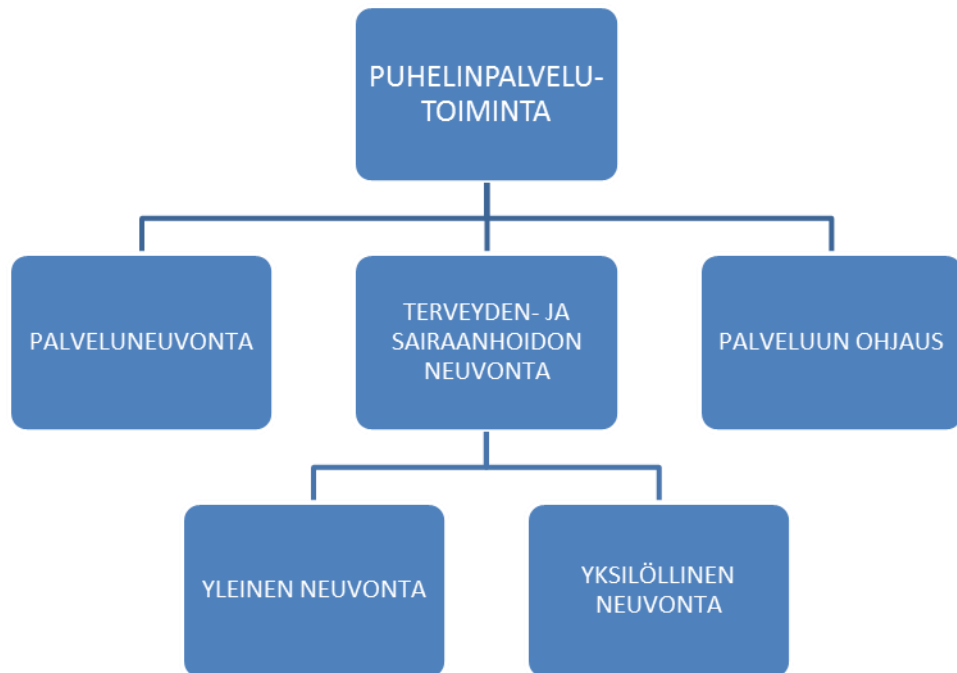 PUHELINPALVELU-
TOIMINTA
PALVELUNEUVONTA
TERVEYDEN- JA
SAIRAANHOIDON
NEUVONTA
PALVELUUN OHJAUS
YLEINEN NEUVONTA
YKSILÖLLINEN
NEUVONTA